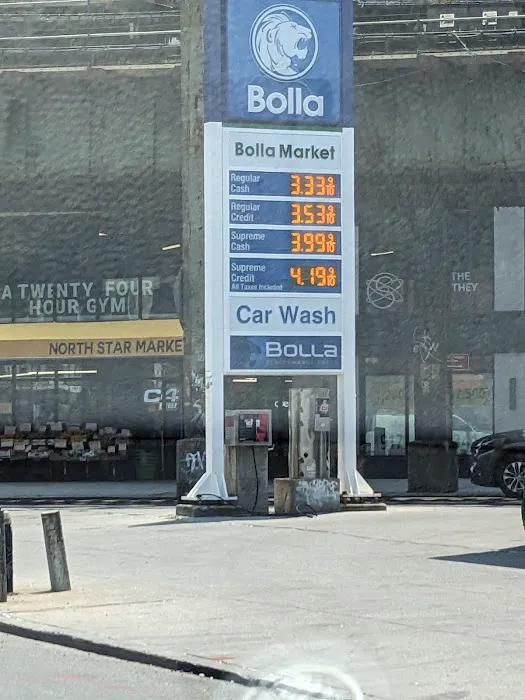 Bolla
Bolla Market
Regular
Cash
3.33 9/10
Regular
Credit
3.53 9/10
Supreme
Cash
3.99 9/10
Supreme
Credit
All Taxes Included
4.19 9/10
Car Wash
BOLLA
A TWENTY FOUR
HOUR GYM
NORTH STAR MARKE
THE
THEY